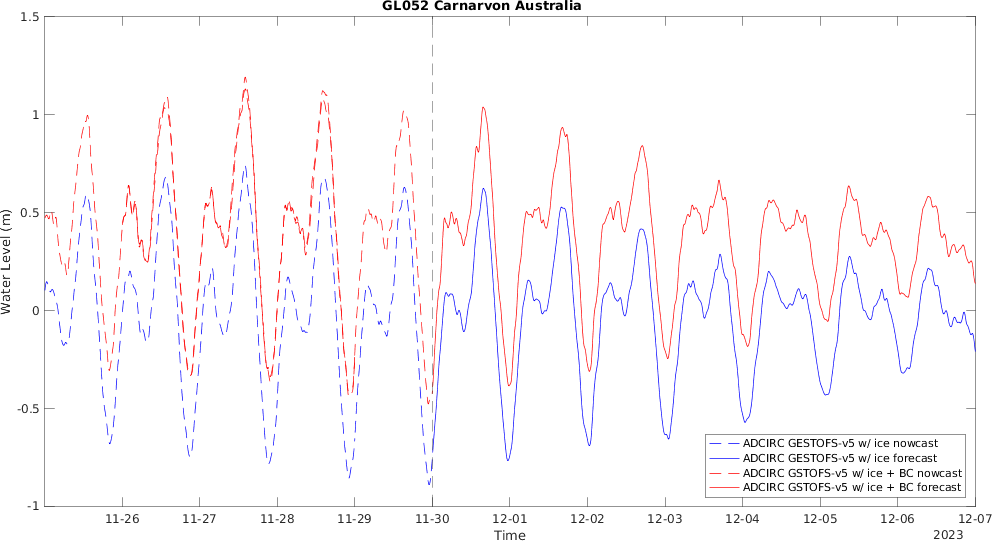 GL052 Carnarvon Australia
1.5
1
0.5
0
-0.5
-1
Water Level (m)
11-26
11-27
11-28
11-29
11-30
12-01
12-02
12-03
12-04
12-05
12-06
12-07
Time
2023
ADCIRC GESTOFS-v5 w/ ice nowcast
ADCIRC GESTOFS-v5 w/ ice forecast
ADCIRC GSTOFS-v5 w/ ice + BC nowcast
ADCIRC GSTOFS-v5 w/ ice + BC forecast